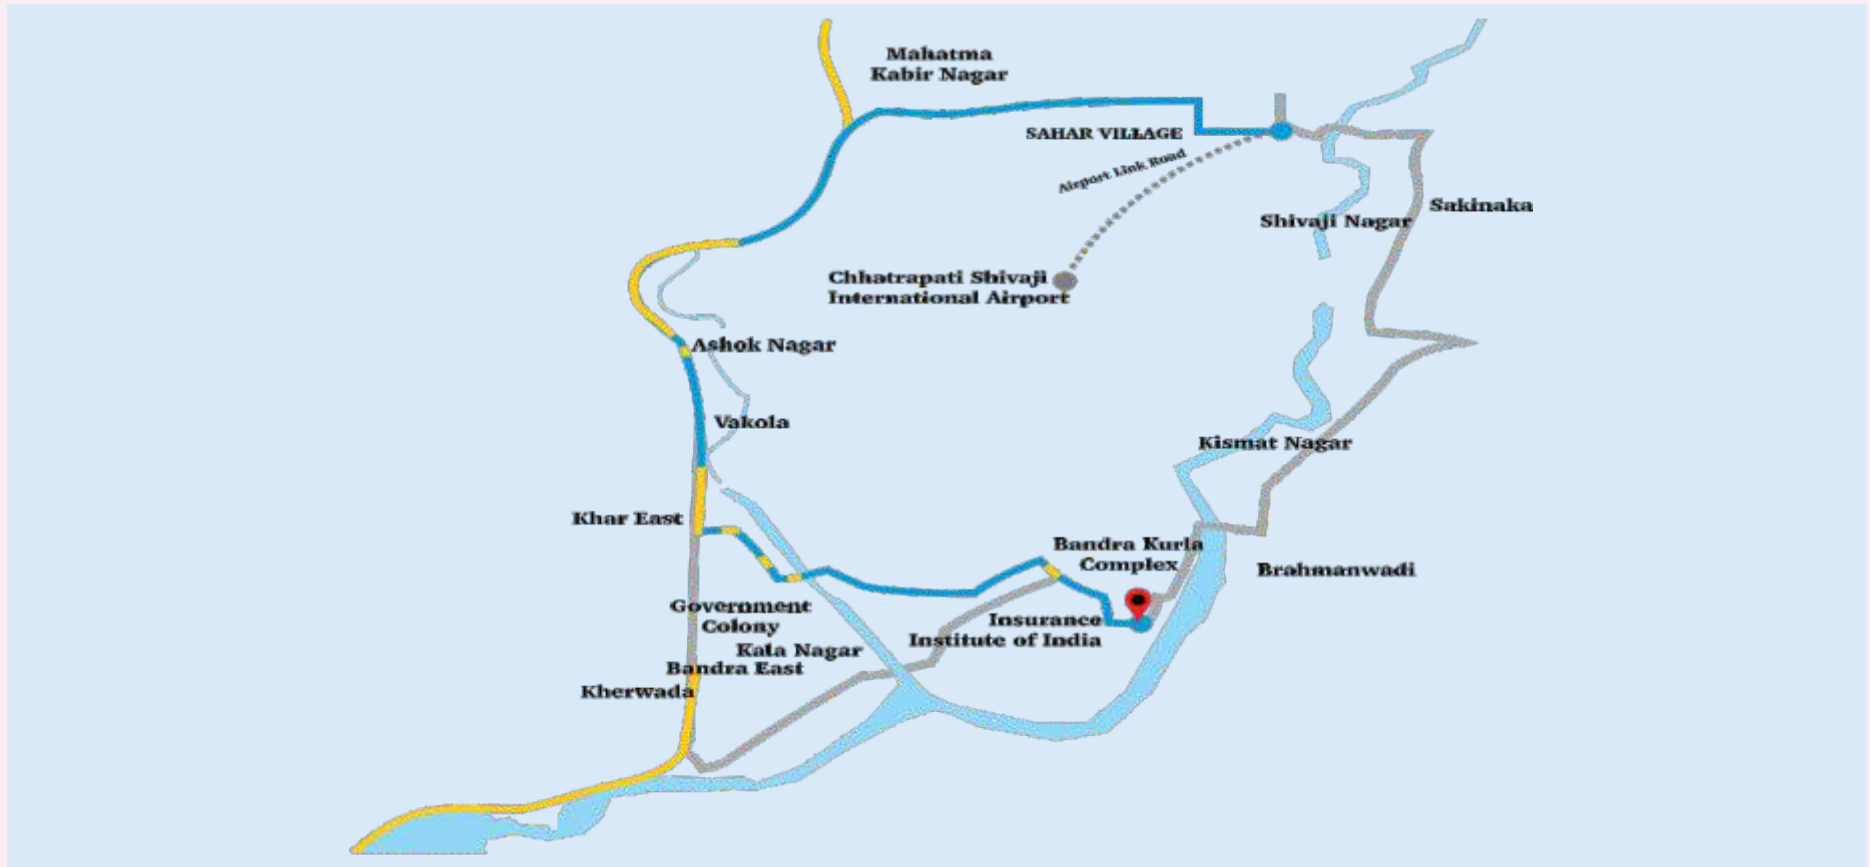 Mahatma
Kabir Nagar
SAHAR VILLAGE
Airport Link Road
Sakinaka
Shivaji Nagar
Chhatrapati Shivaji
International Airport
Ashok Nagar
Vakola
Kismat Nagar
Khar East
Bandra Kurla
Complex
Brahmanwadi
Government
Colony
Insurance
Institute of India
Kala Nagar
Bandra East
Kherwada